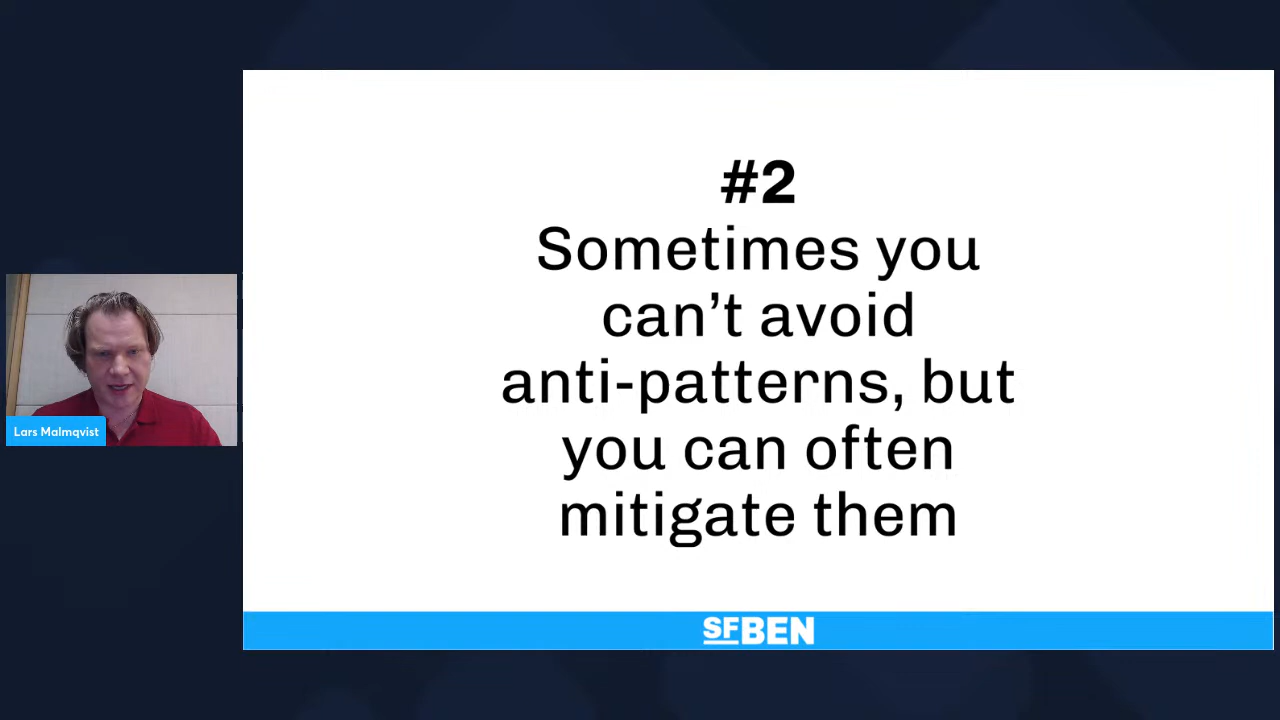 #2
Sometimes you
can’t avoid
anti-patterns, but
you can often
mitigate them
Lars Malmqvist
SFBEN